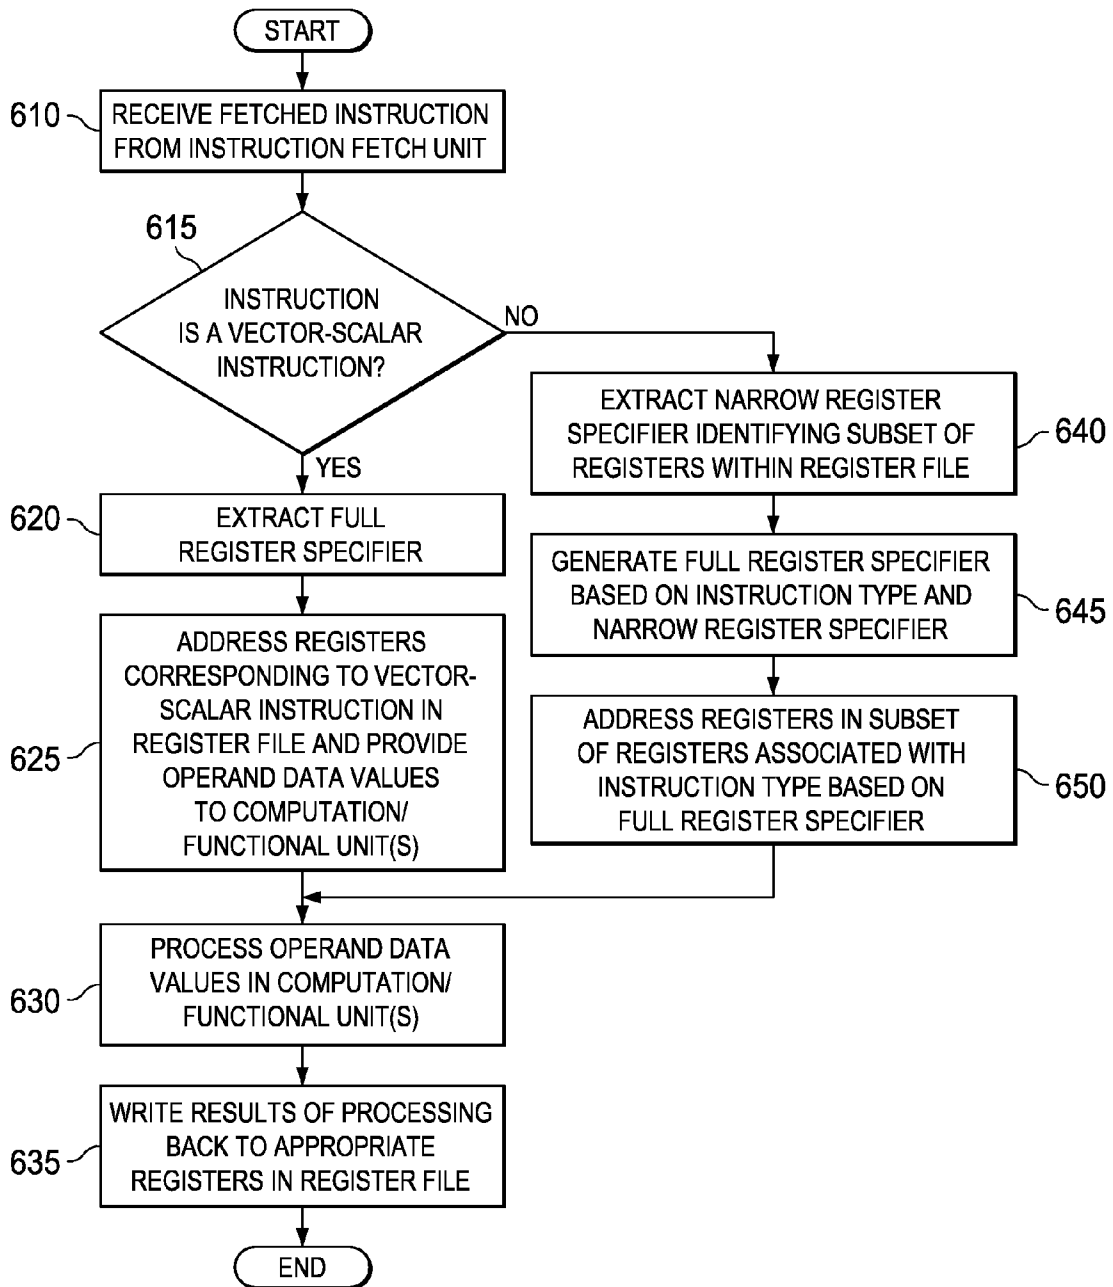 START
610
RECEIVE FETCHED INSTRUCTION
FROM INSTRUCTION FETCH UNIT
615
INSTRUCTION
IS A VECTOR-SCALAR
INSTRUCTION?
NO
YES
620
EXTRACT FULL
REGISTER SPECIFIER
625
ADDRESS REGISTERS
CORRESPONDING TO VECTOR-
SCALAR INSTRUCTION IN
REGISTER FILE AND PROVIDE
OPERAND DATA VALUES
TO COMPUTATION/
FUNCTIONAL UNIT(S)
EXTRACT NARROW REGISTER
SPECIFIER IDENTIFYING SUBSET OF
REGISTERS WITHIN REGISTER FILE
640
GENERATE FULL REGISTER SPECIFIER
BASED ON INSTRUCTION TYPE AND
NARROW REGISTER SPECIFIER
645
ADDRESS REGISTERS IN SUBSET
OF REGISTERS ASSOCIATED WITH
INSTRUCTION TYPE BASED ON
FULL REGISTER SPECIFIER
650
630
PROCESS OPERAND DATA
VALUES IN COMPUTATION/
FUNCTIONAL UNIT(S)
635
WRITE RESULTS OF PROCESSING
BACK TO APPROPRIATE
REGISTERS IN REGISTER FILE
END